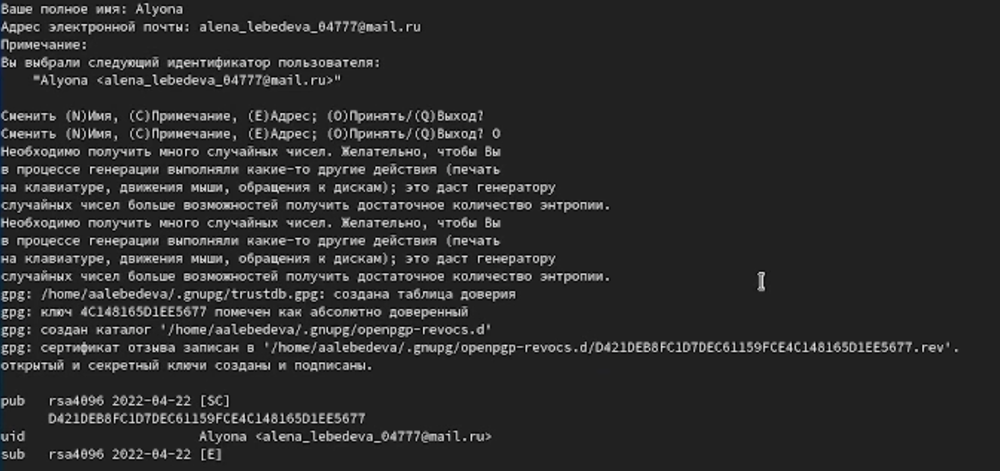 Ваше полное имя: Alyona
Адрес электронной почты: alena_lebedeva_04777@mail.ru
Примечание:
Вы выбрали следующий идентификатор пользователя:
"Alyona <alena_lebedeva_04777@mail.ru>"
Сменить (N)Имя, (C)Примечание, (E)Адрес; (O)Принять/(Q)Выход?
Сменить (N)Имя, (C)Примечание, (E)Адрес; (O)Принять/(Q)Выход? O
Необходимо получить много случайных чисел. Желательно, чтобы Вы
в процессе генерации выполняли какие-то другие действия (печать
на клавиатуре, движения мыши, обращения к дискам); это даст генератору
случайных чисел больше возможностей получить достаточное количество энтропии.
Необходимо получить много случайных чисел. Желательно, чтобы Вы
в процессе генерации выполняли какие-то другие действия (печать
на клавиатуре, движения мыши, обращения к дискам); это даст генератору
случайных чисел больше возможностей получить достаточное количество энтропии.
gpg: /home/aalebedeva/.gnupg/trustdb.gpg: создана таблица доверия
gpg: ключ 4C148165D1EE5677 помечен как абсолютно доверенный
gpg: создан каталог '/home/aalebedeva/.gnupg/openpgp-revocs.d'
gpg: сертификат отзыва записан в '/home/aalebedeva/.gnupg/openpgp-revocs.d/D421DEB8FC1D7DEC61159FCE4C148165D1EE5677.rev'.
открытый и секретный ключи созданы и подписаны.
pub rsa4096 2022-04-22 [SC]
D421DEB8FC1D7DEC61159FCE4C148165D1EE5677
uid Alyona <alena_lebedeva_04777@mail.ru>
sub rsa4096 2022-04-22 [E]